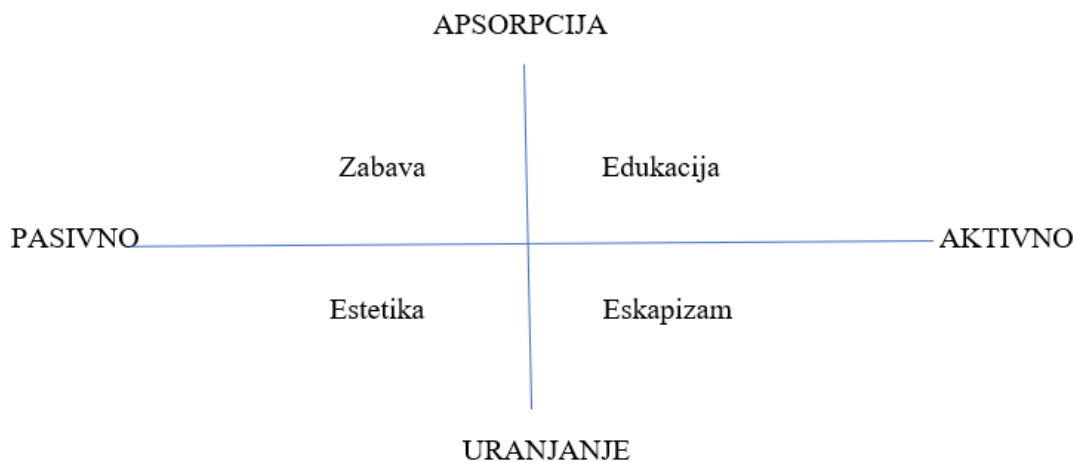 APSORPCIJA
Zabava Edukacija
PASIVNO AKTIVNO
Estetika Eskapizam
URANJANJE